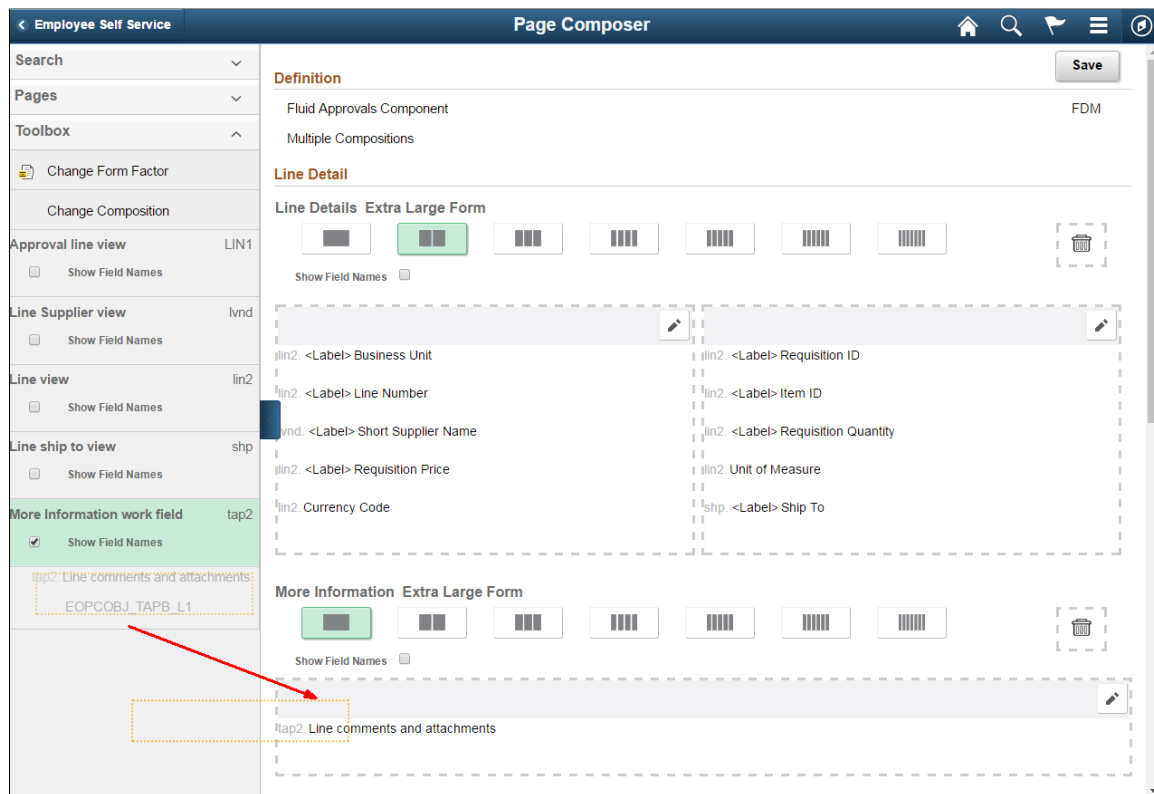 Employee Self Service
Page Composer
Search
Pages
Toolbox
Change Form Factor
Change Composition
Approval line view LIN1
Show Field Names
Line Supplier view lvnd
Show Field Names
Line view lin2
Show Field Names
Line ship to view shp
Show Field Names
More Information work field tap2
Show Field Names
tap2. Line comments and attachments
EOPCOBJ_TAPB_L1
Save
Definition
Fluid Approvals Component FDM
Multiple Compositions
Line Detail
Line Details Extra Large Form
Show Field Names
lin2. <Label> Business Unit
lin2. <Label> Line Number
lvnd. <Label> Short Supplier Name
lin2. <Label> Requisition Price
lin2. Currency Code
lin2. <Label> Requisition ID
lin2. <Label> Item ID
lin2. <Label> Requisition Quantity
lin2. Unit of Measure
shp. <Label> Ship To
More Information Extra Large Form
Show Field Names
tap2. Line comments and attachments